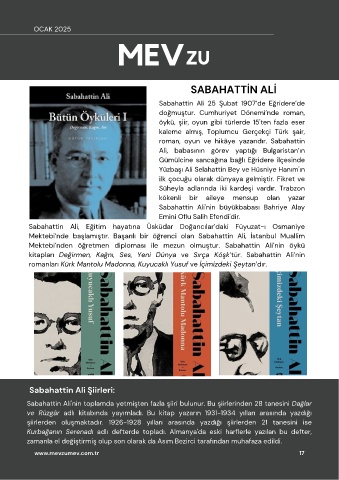 OCAK 2025
MEVZU
SABAHATTİN ALİ
Sabahattin Ali
Bütün Öyküleri I
Değirmen, Kağnı, Ses
Sabahattin Ali 25 Şubat 1907'de Eğridere'de
doğmuştur. Cumhuriyet Dönemi'nde roman,
öykü, şiir, oyun gibi türlerde 15'ten fazla eser
kaleme almış, Toplumcu Gerçekçi Türk şair,
roman, oyun ve hikâye yazarıdır. Sabahattin
Ali, babasının görev yaptığı Bulgaristan'ın
Gümülcine sancağına bağlı Eğridere ilçesinde
Yüzbaşı Ali Selahattin Bey ve Hüsniye Hanım'ın
ilk çocuğu olarak dünyaya gelmiştir. Fikret ve
Süheyla adlarında iki kardeşi vardır. Trabzon
kökenli bir aileye mensup olan yazar
Sabahattin Ali'nin büyükbabası Bahriye Alay
Emini Oflu Salih Efendi'dir.
Sabahattin Ali, Eğitim hayatına Üsküdar Doğancılar'daki Füyuzat-ı Osmaniye
Mektebi'nde başlamıştır. Başarılı bir öğrenci olan Sabahattin Ali, İstanbul Muallim
Mektebi'nden öğretmen diploması ile mezun olmuştur. Sabahattin Ali'nin öykü
kitapları Değirmen, Kağnı, Ses, Yeni Dünya ve Sırça Köşk'tür. Sabahattin Ali'nin
romanları Kürk Mantolu Madonna, Kuyucaklı Yusuf ve İçimizdeki Şeytan'dır.
Sabahattin Ali
Kuyucaklı Yusuf
Sabahattin Ali
Kürk Mantolu Madonna
Sabahattin Ali
İçimizdeki Şeytan
Sabahattin Ali Şiirleri:
Sabahattin Ali'nin toplamda yetmişten fazla şiiri bulunur. Bu şiirlerinden 28 tanesini Dağlar
ve Rüzgâr adlı kitabında yayımladı. Bu kitap yazarın 1931-1934 yılları arasında yazdığı
şiirlerden oluşmaktadır. 1926-1928 yılları arasında yazdığı şiirlerden 21 tanesini ise
Kurbağanın Serenadı adlı defterde topladı. Almanya'da eski harflerle yazılan bu defter,
zamanla el değiştirmiş olup son olarak da Asım Bezirci tarafından muhafaza edildi.
www.mevzumev.com.tr
17